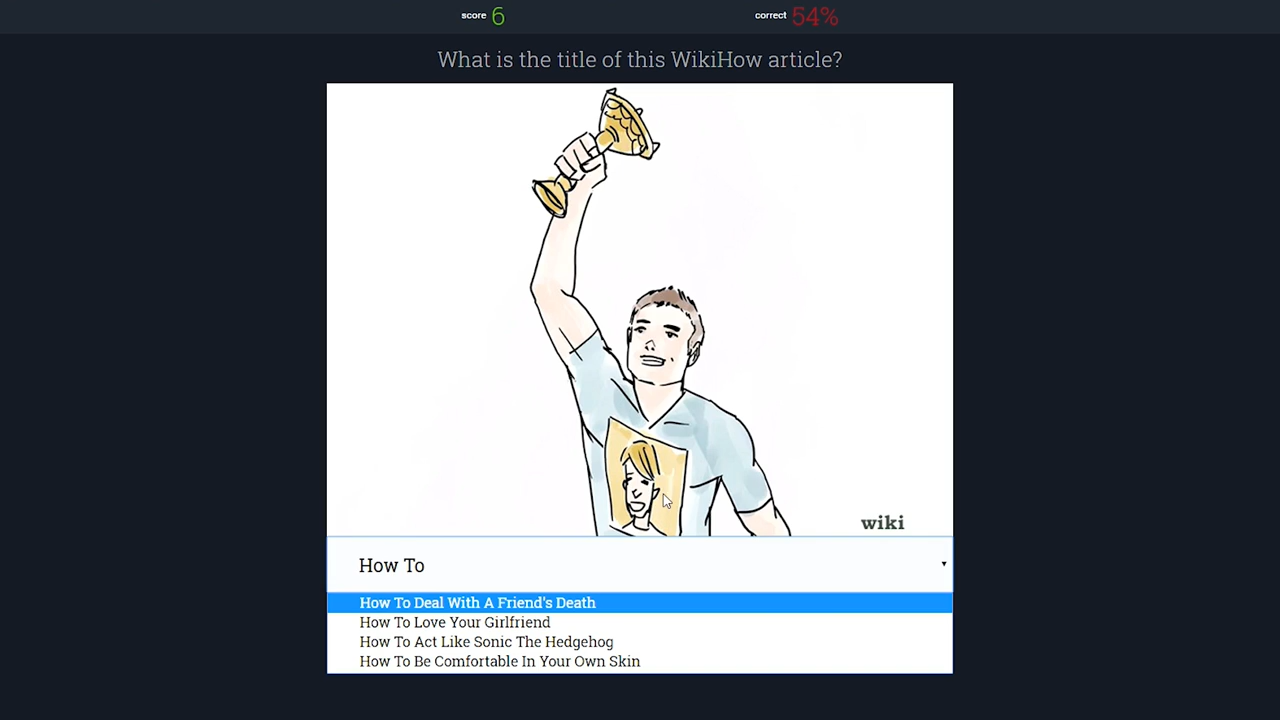 score 6 correct 54%
What is the title of this WikiHow article?
wiki
How To
How To Deal With A Friend's Death
How To Love Your Girlfriend
How To Act Like Sonic The Hedgehog
How To Be Comfortable In Your Own Skin